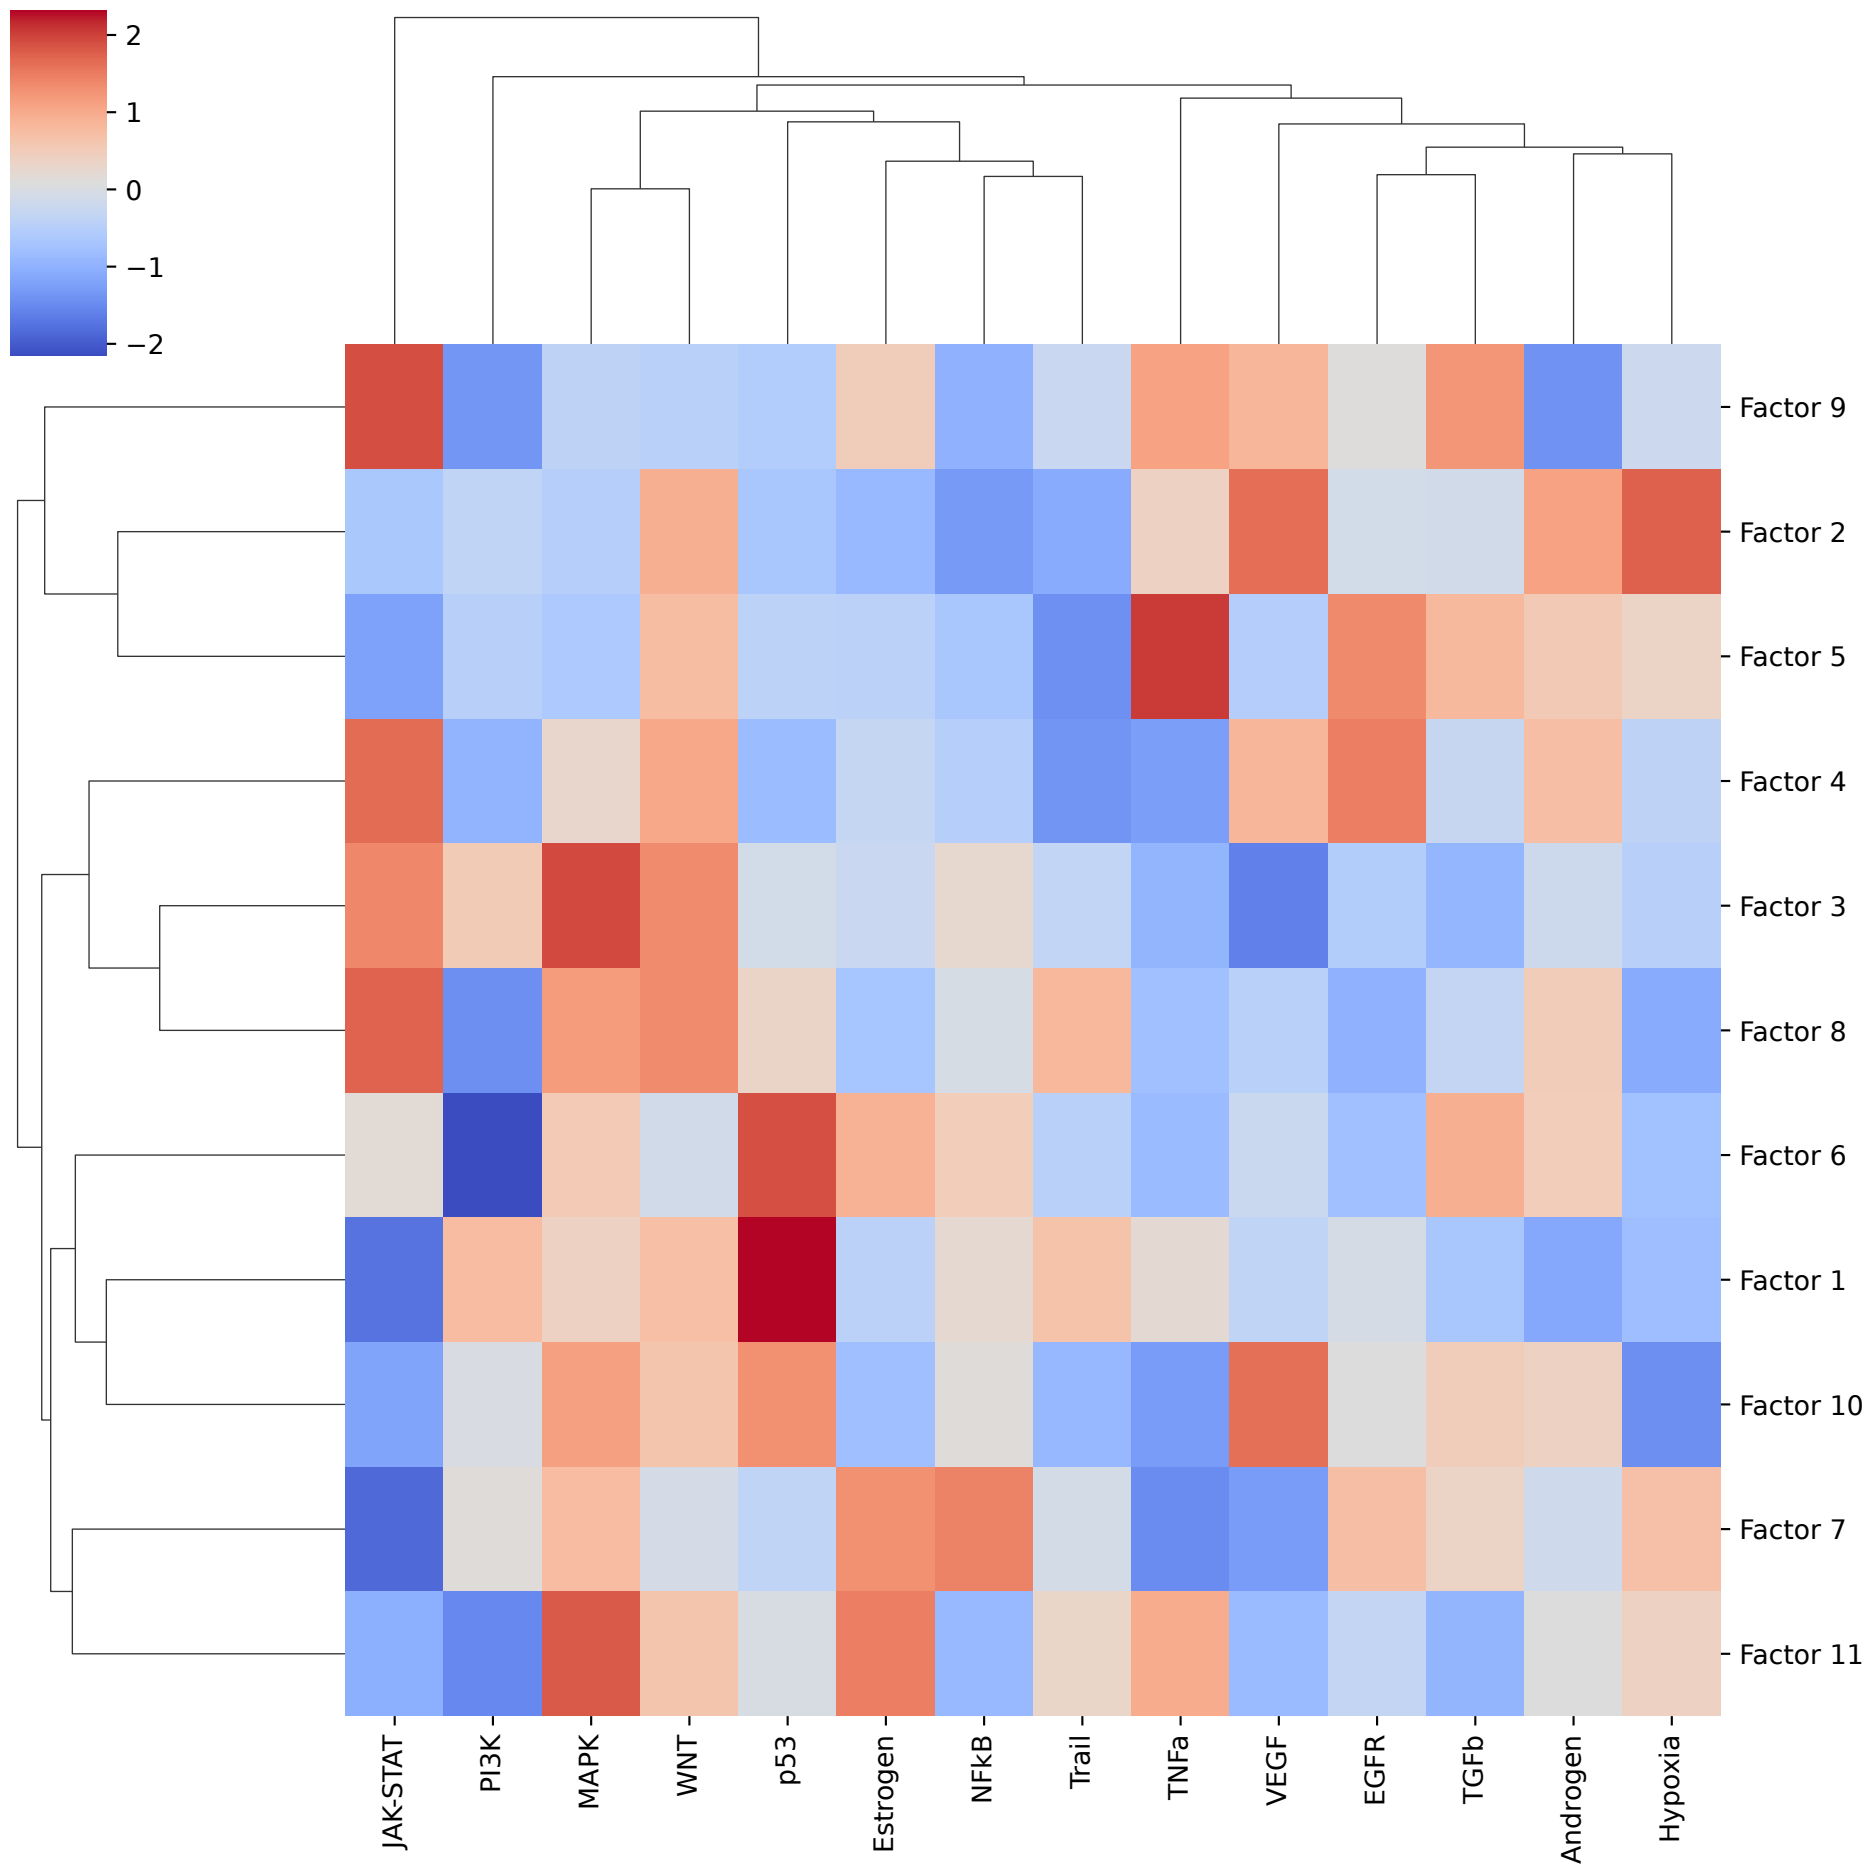 2
1
0
−1
−2
Factor 9
Factor 2
Factor 5
Factor 4
Factor 3
Factor 8
Factor 6
Factor 1
Factor 10
Factor 7
Factor 11
JAK-STAT
PI3K
MAPK
WNT
p53
Estrogen
NFkB
Trail
TNFa
VEGF
EGFR
TGFb
Androgen
Hypoxia